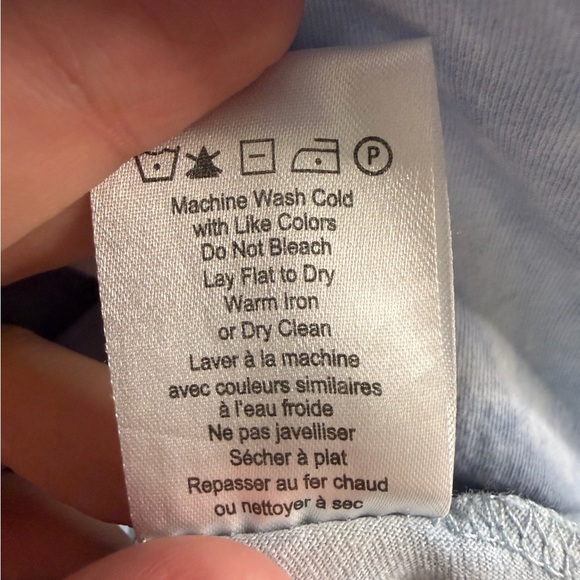 P
Machine Wash Cold
with Like Colors
Do Not Bleach
Lay Flat to Dry
Warm Iron
or Dry Clean
Laver à la machine
avec couleurs similaires
à l'eau froide
Ne pas javelliser
Sécher à plat
Repasser au fer chaud
ou nettoyer à sec